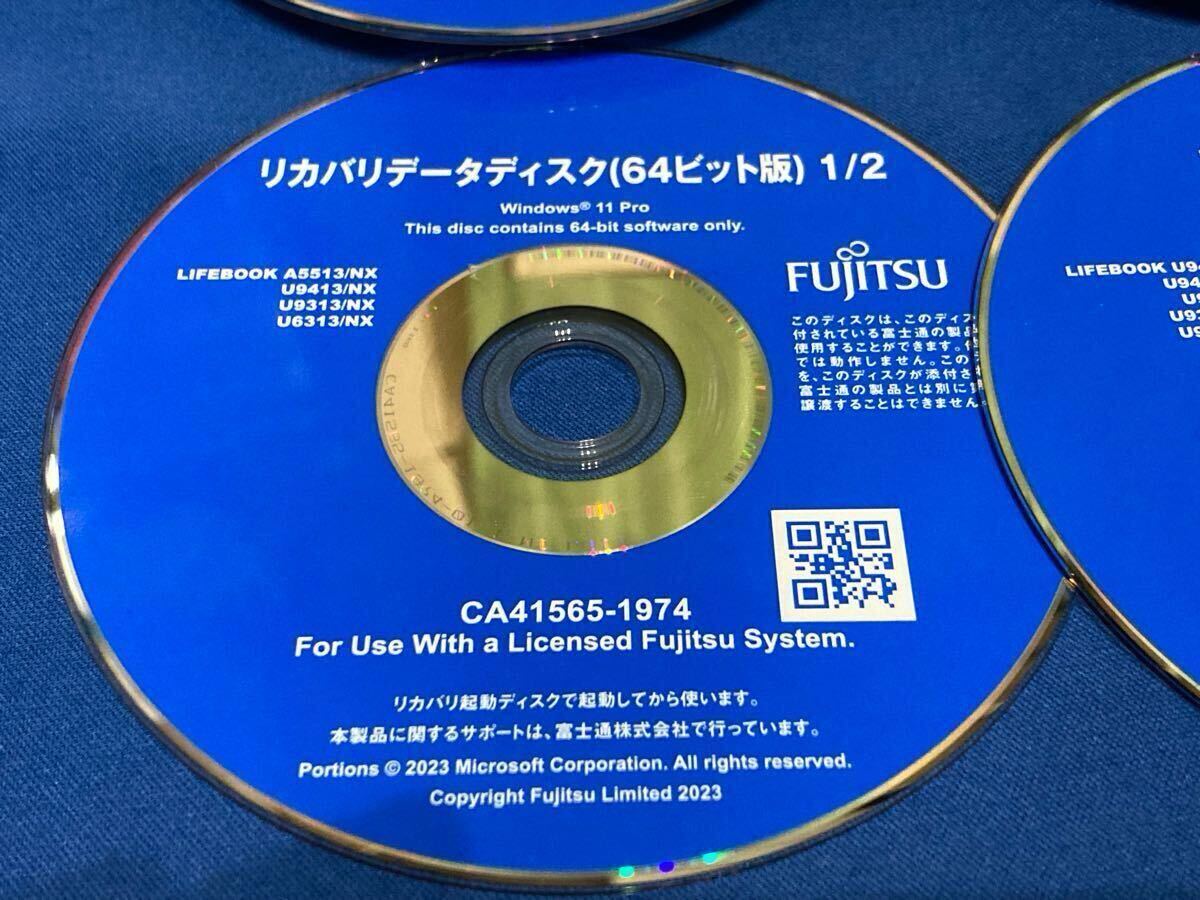 リカバリデータディスク(64ビット版) 1/2
Windows® 11 Pro
This disc contains 64-bit software only.
LIFEBOOK A5513/NX
U9413/NX
U9313/NX
U6313/NX
FUJITSU
このディスクは、このディス
付されている富士通の製品
使用することができます。
では動作しません。この
を、このディスクが添付さ
富士通の製品とは別に
譲渡することはできません。
CA41565-1974
For Use With a Licensed Fujitsu System.
リカバリ起動ディスクで起動してから使います。
本製品に関するサポートは、富士通株式会社で行っています。
Portions © 2023 Microsoft Corporation. All rights reserved.
Copyright Fujitsu Limited 2023
LIFEBOOK